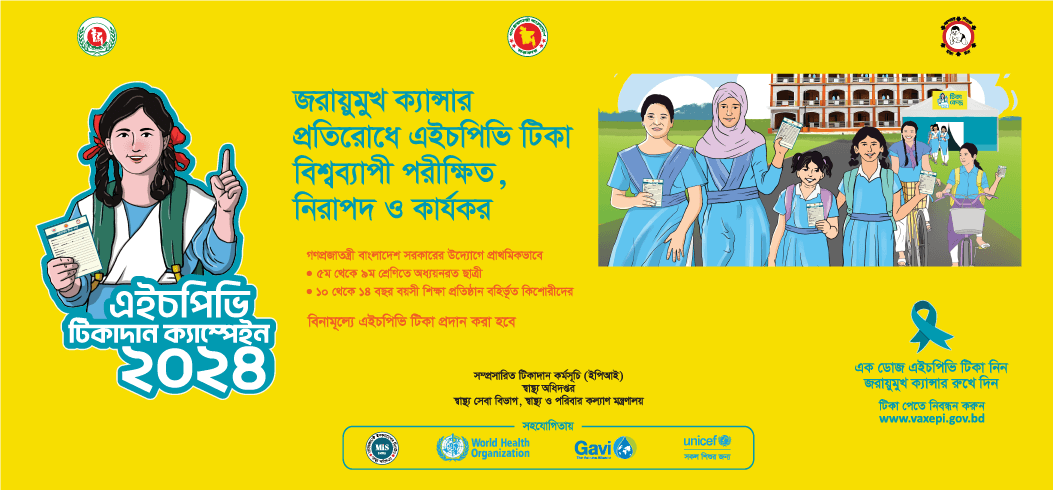 জরায়ুমুখ ক্যান্সার
প্রতিরোধে এইচপিভি টিকা
বিশ্বব্যাপী পরীক্ষিত,
নিরাপদ ও কার্যকর
গণপ্রজাতন্ত্রী বাংলাদেশ সরকারের উদ্যোগে প্রাথমিকভাবে
• ৫ম থেকে ৯ম শ্রেণিতে অধ্যয়নরত ছাত্রী
• ১০ থেকে ১৪ বছর বয়সী শিক্ষা প্রতিষ্ঠান বহির্ভূত কিশোরীদের
বিনামূল্যে এইচপিভি টিকা প্রদান করা হবে
এইচপিভি
টিকাদান ক্যাম্পেইন
২০২৪
টিকা
কেন্দ্র
এক ডোজ এইচপিভি টিকা নিন
জরায়ুমুখ ক্যান্সার রুখে দিন
টিকা পেতে নিবন্ধন করুন
www.vaxepi.gov.bd
সম্প্রসারিত টিকাদান কর্মসূচি (ইপিআই)
স্বাস্থ্য অধিদপ্তর
স্বাস্থ্য সেবা বিভাগ, স্বাস্থ্য ও পরিবার কল্যাণ মন্ত্রণালয়
সহযোগিতায়
MIS
World Health
Organization
Gavi
unicef
সকল শিশুর জন্য